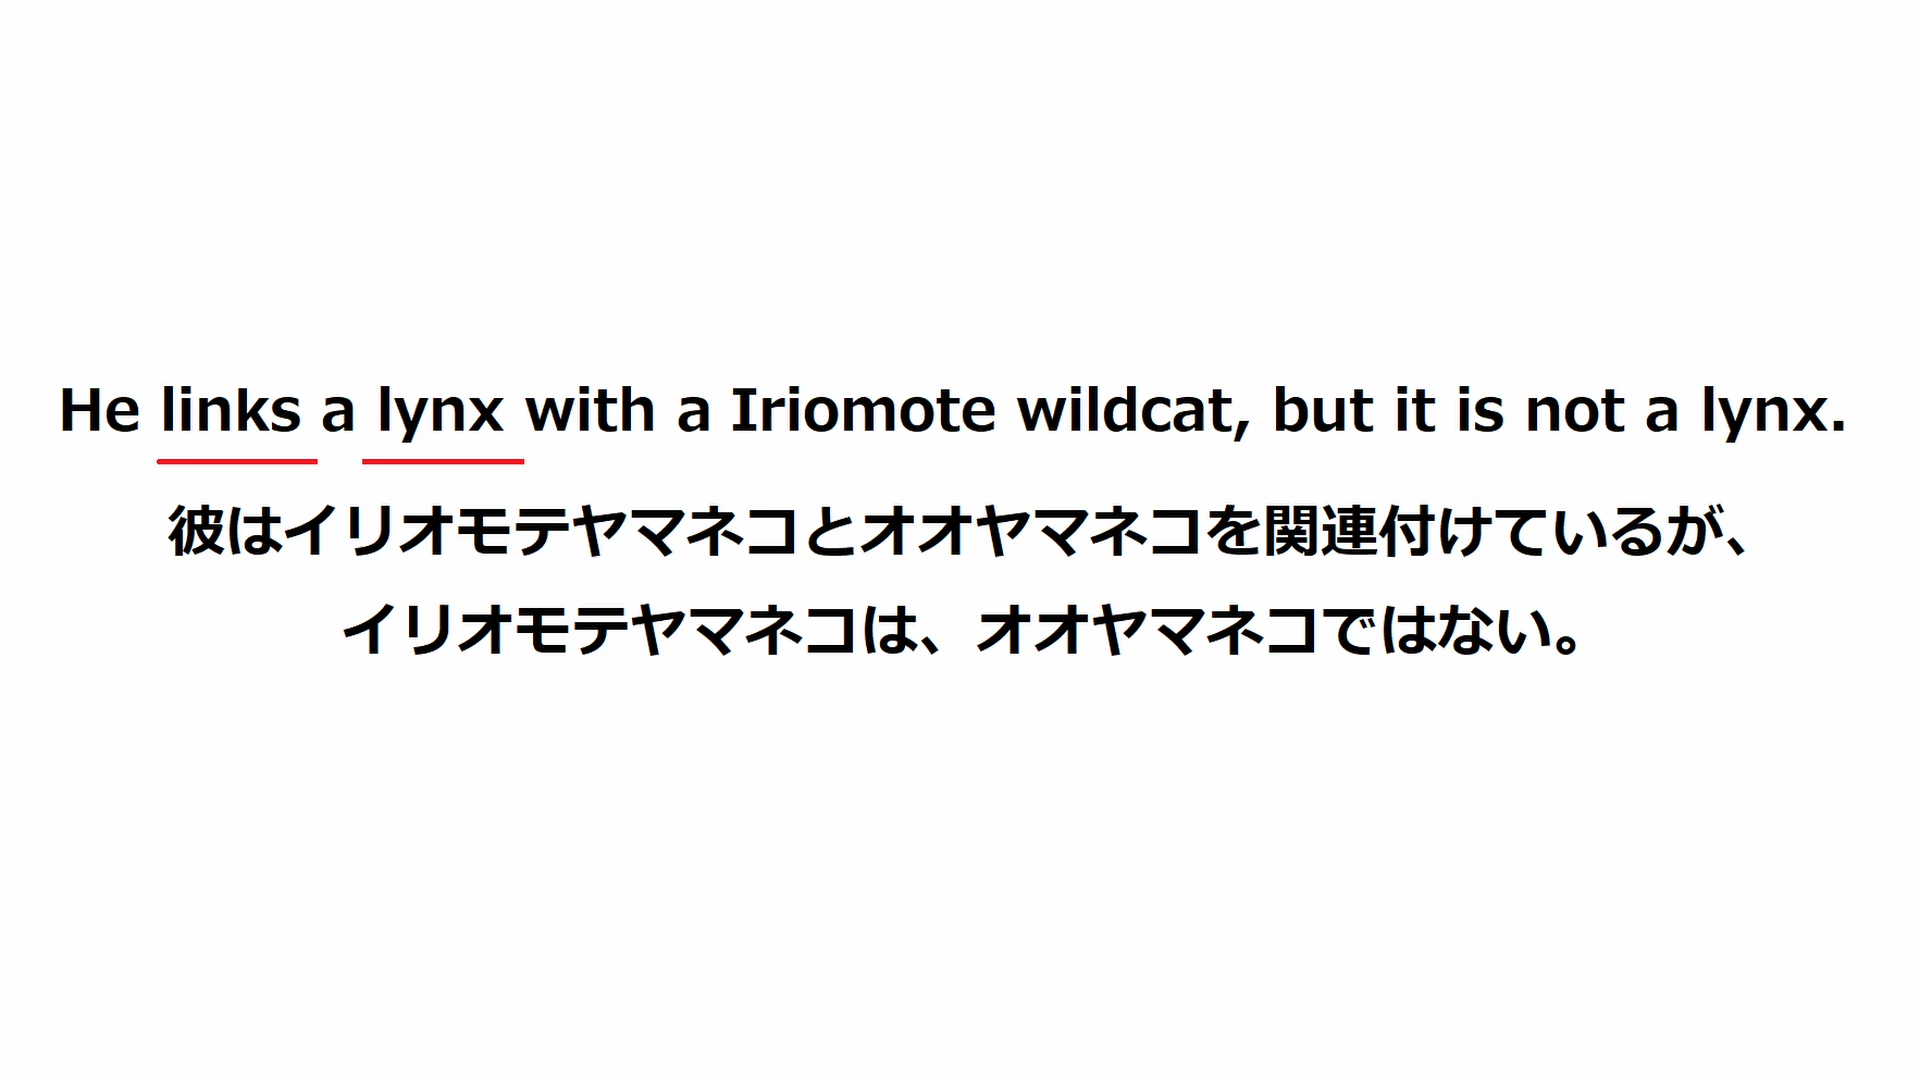 He links a lynx with a Iriomote wildcat, but it is not a lynx.
彼はイリオモテヤマネコとオオヤマネコを関連付けているが、
イリオモテヤマネコは、オオヤマネコではない。